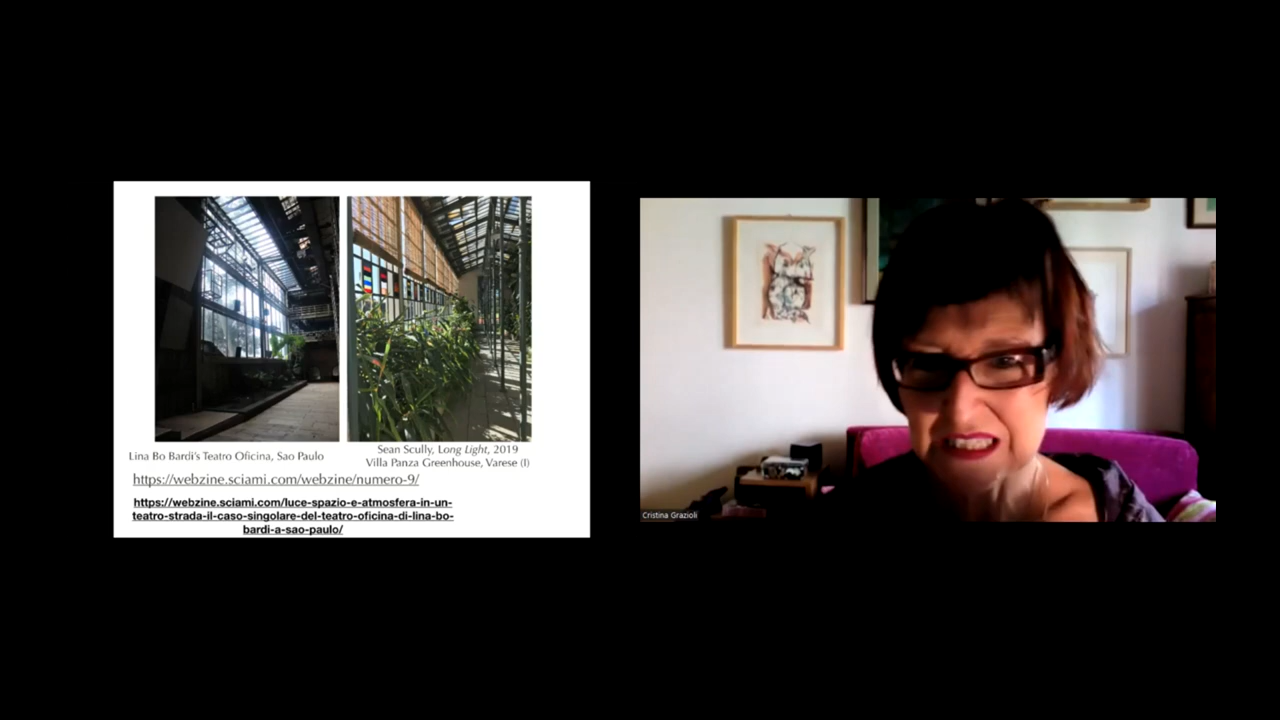 Lina Bo Bardi's Teatro Oficina, Sao Paulo
Sean Scully, Long Light, 2019
Villa Panza Greenhouse, Varese (I)
https://webzine.sciami.com/webzine/numero-9/
https://webzine.sciami.com/luce-spazio-e-atmosfera-in-un-
teatro-strada-il-caso-singolare-del-teatro-oficina-di-lina-bo-
bardi-a-sao-paulo/
Cristina Grazioli